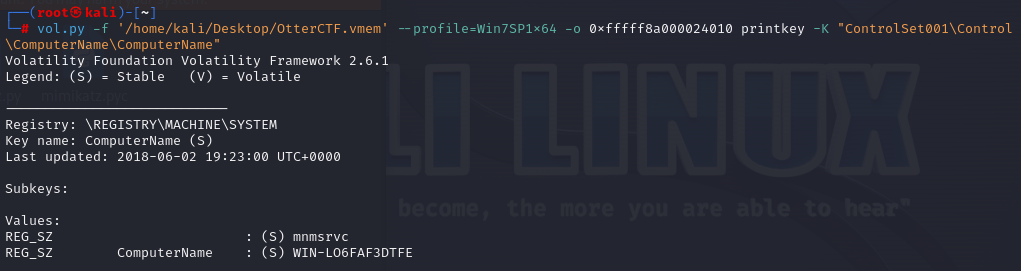 ┌──(root㉿kali)-[~]
└─# vol.py -f '/home/kali/Desktop/OtterCTF.vmem' --profile=Win7SP1×64 -o 0×fffff8a000024010 printkey -K "ControlSet001\Control
\ComputerName\ComputerName"
Volatility Foundation Volatility Framework 2.6.1
Legend: (S) = Stable   (V) = Volatile
mimikatz.pyc
----------------------------
Registry: \REGISTRY\MACHINE\SYSTEM
Key name: ComputerName (S)
Last updated: 2018-06-02 19:23:00 UTC+0000
LI LINUX
Subkeys:
become, the more you are able to hear"
Values:
REG_SZ                        : (S) mnmsrvc
REG_SZ        ComputerName    : (S) WIN-LO6FAF3DTFE